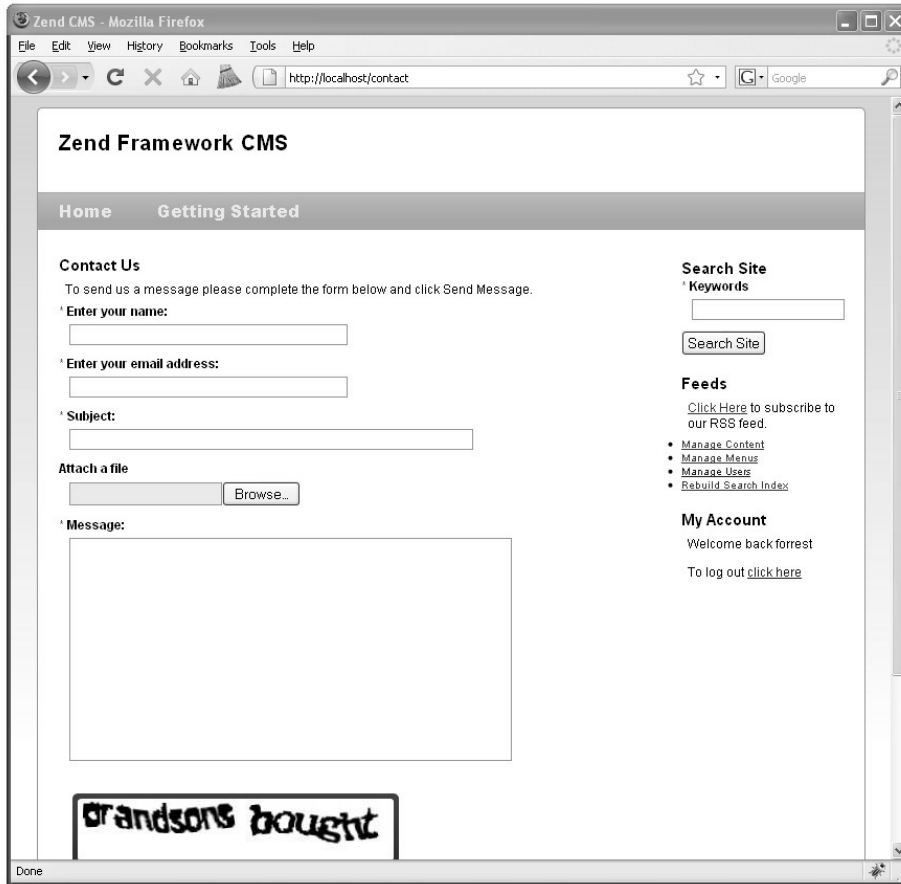 Zend CMS - Mozilla Firefox
File Edit View History Bookmarks Tools Help
http://localhost/contact
G Google
Zend Framework CMS
Home Getting Started
Contact Us
To send us a message please complete the form below and click Send Message.
* Enter your name:
* Enter your email address:
* Subject:
Attach a file
Browse...
* Message:
grandsons bought
Search Site
* Keywords
Search Site
Feeds
Click Here to subscribe to
our RSS feed.
• Manage Content
• Manage Menus
• Manage Users
• Rebuild Search Index
My Account
Welcome back forrest
To log out click here
Done